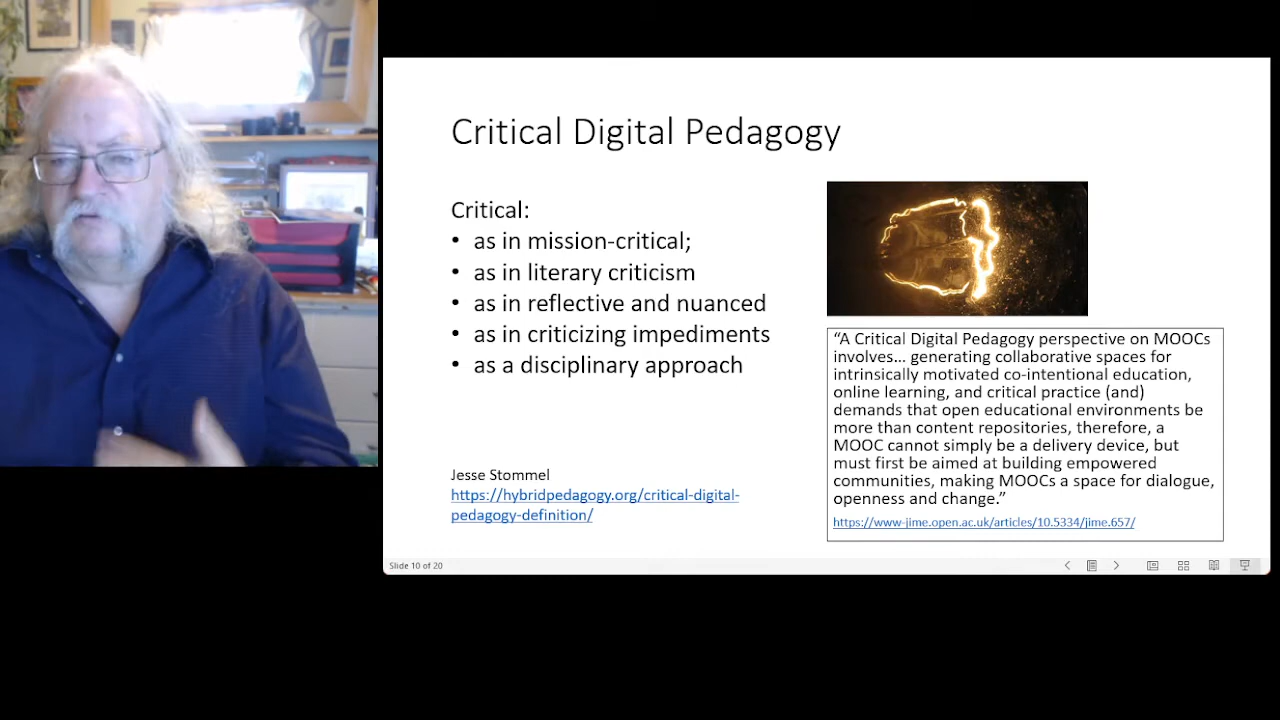 Critical Digital Pedagogy
Critical:
• as in mission-critical;
• as in literary criticism
• as in reflective and nuanced
• as in criticizing impediments
• as a disciplinary approach
Jesse Stommel
https://hybridpedagogy.org/critical-digital-
pedagogy-definition/
“A Critical Digital Pedagogy perspective on MOOCs
involves... generating collaborative spaces for
intrinsically motivated co-intentional education,
online learning, and critical practice (and)
demands that open educational environments be
more than content repositories, therefore, a
MOOC cannot simply be a delivery device, but
must first be aimed at building empowered
communities, making MOOCs a space for dialogue,
openness and change.”
https://www-jime.open.ac.uk/articles/10.5334/jime.657/
Slide 10 of 20